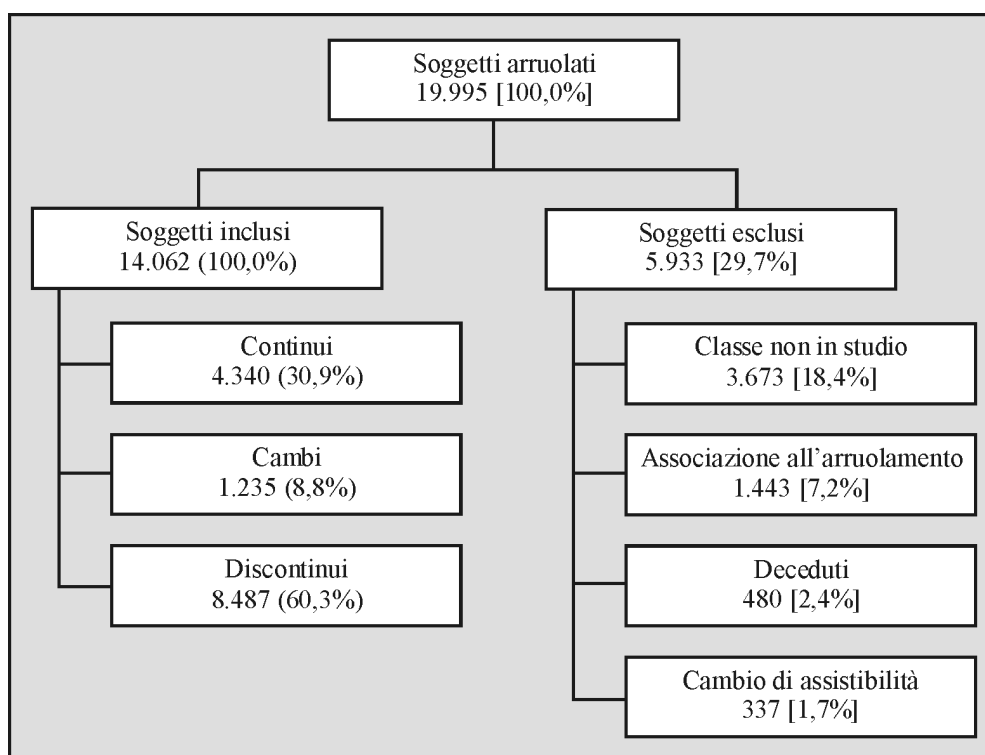 Soggetti arruolati
19.995 [100,0%]
Soggetti inclusi
14.062 (100,0%)
Continui
4.340 (30,9%)
Cambi
1.235 (8,8%)
Discontinui
8.487 (60,3%)
Soggetti esclusi
5.933 [29,7%]
Classe non in studio
3.673 [18,4%]
Associazione all’arruolamento
1.443 [7,2%]
Deceduti
480 [2,4%]
Cambio di assistibilità
337 [1,7%]